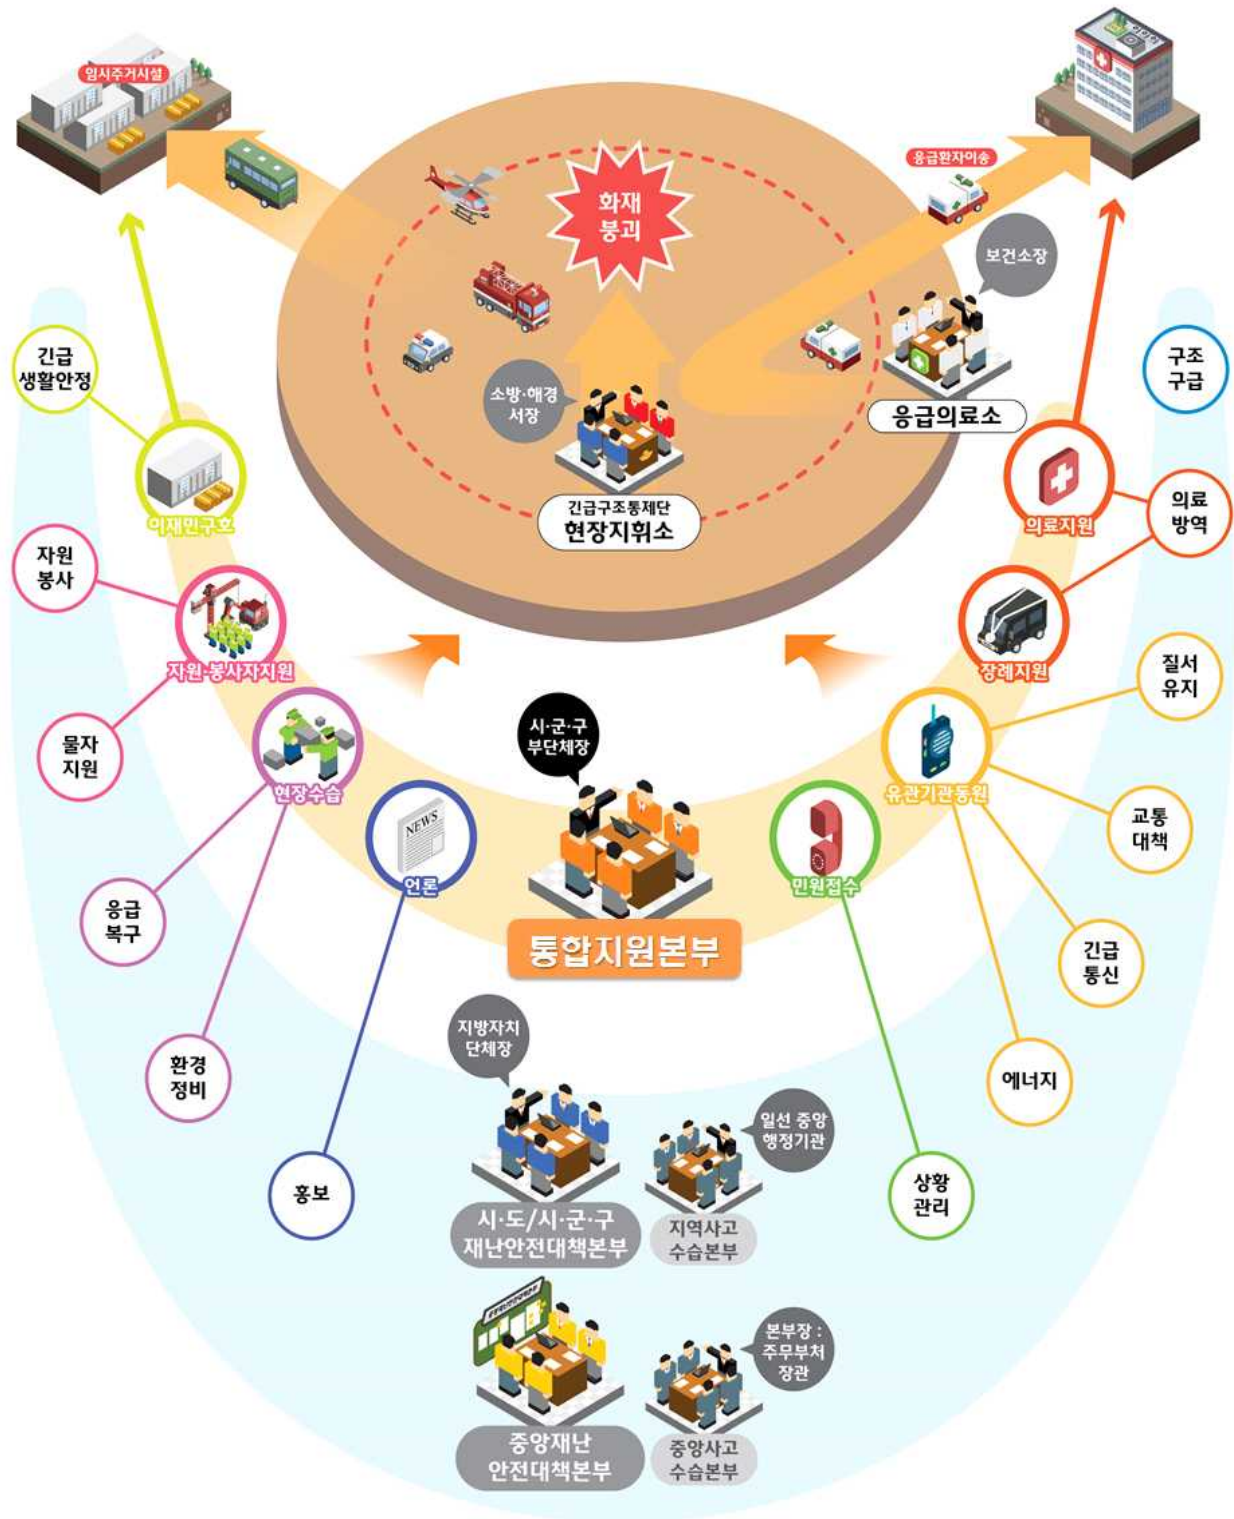 임시주거시설
화재
붕괴
응급환자이송
보건소장
긴급
생활안정
구조
구급
소방·해경
서장
응급의료소
이재민구호
긴급구조통제단
현장지휘소
의료지원
의료
방역
자원
봉사
자원·봉사자지원
장례지원
질서
유지
물자
지원
시·군·구
부단체장
현장수습
유관기관동원
교통
대책
NEWS
언론
민원접수
응급
복구
통합지원본부
긴급
통신
지방자치
단체장
환경
정비
에너지
일선 중앙
행정기관
홍보
상황
관리
시·도/시·군·구
재난안전대책본부
지역사고
수습본부
본부장 :
주무부처
장관
중앙재난
안전대책본부
중앙사고
수습본부